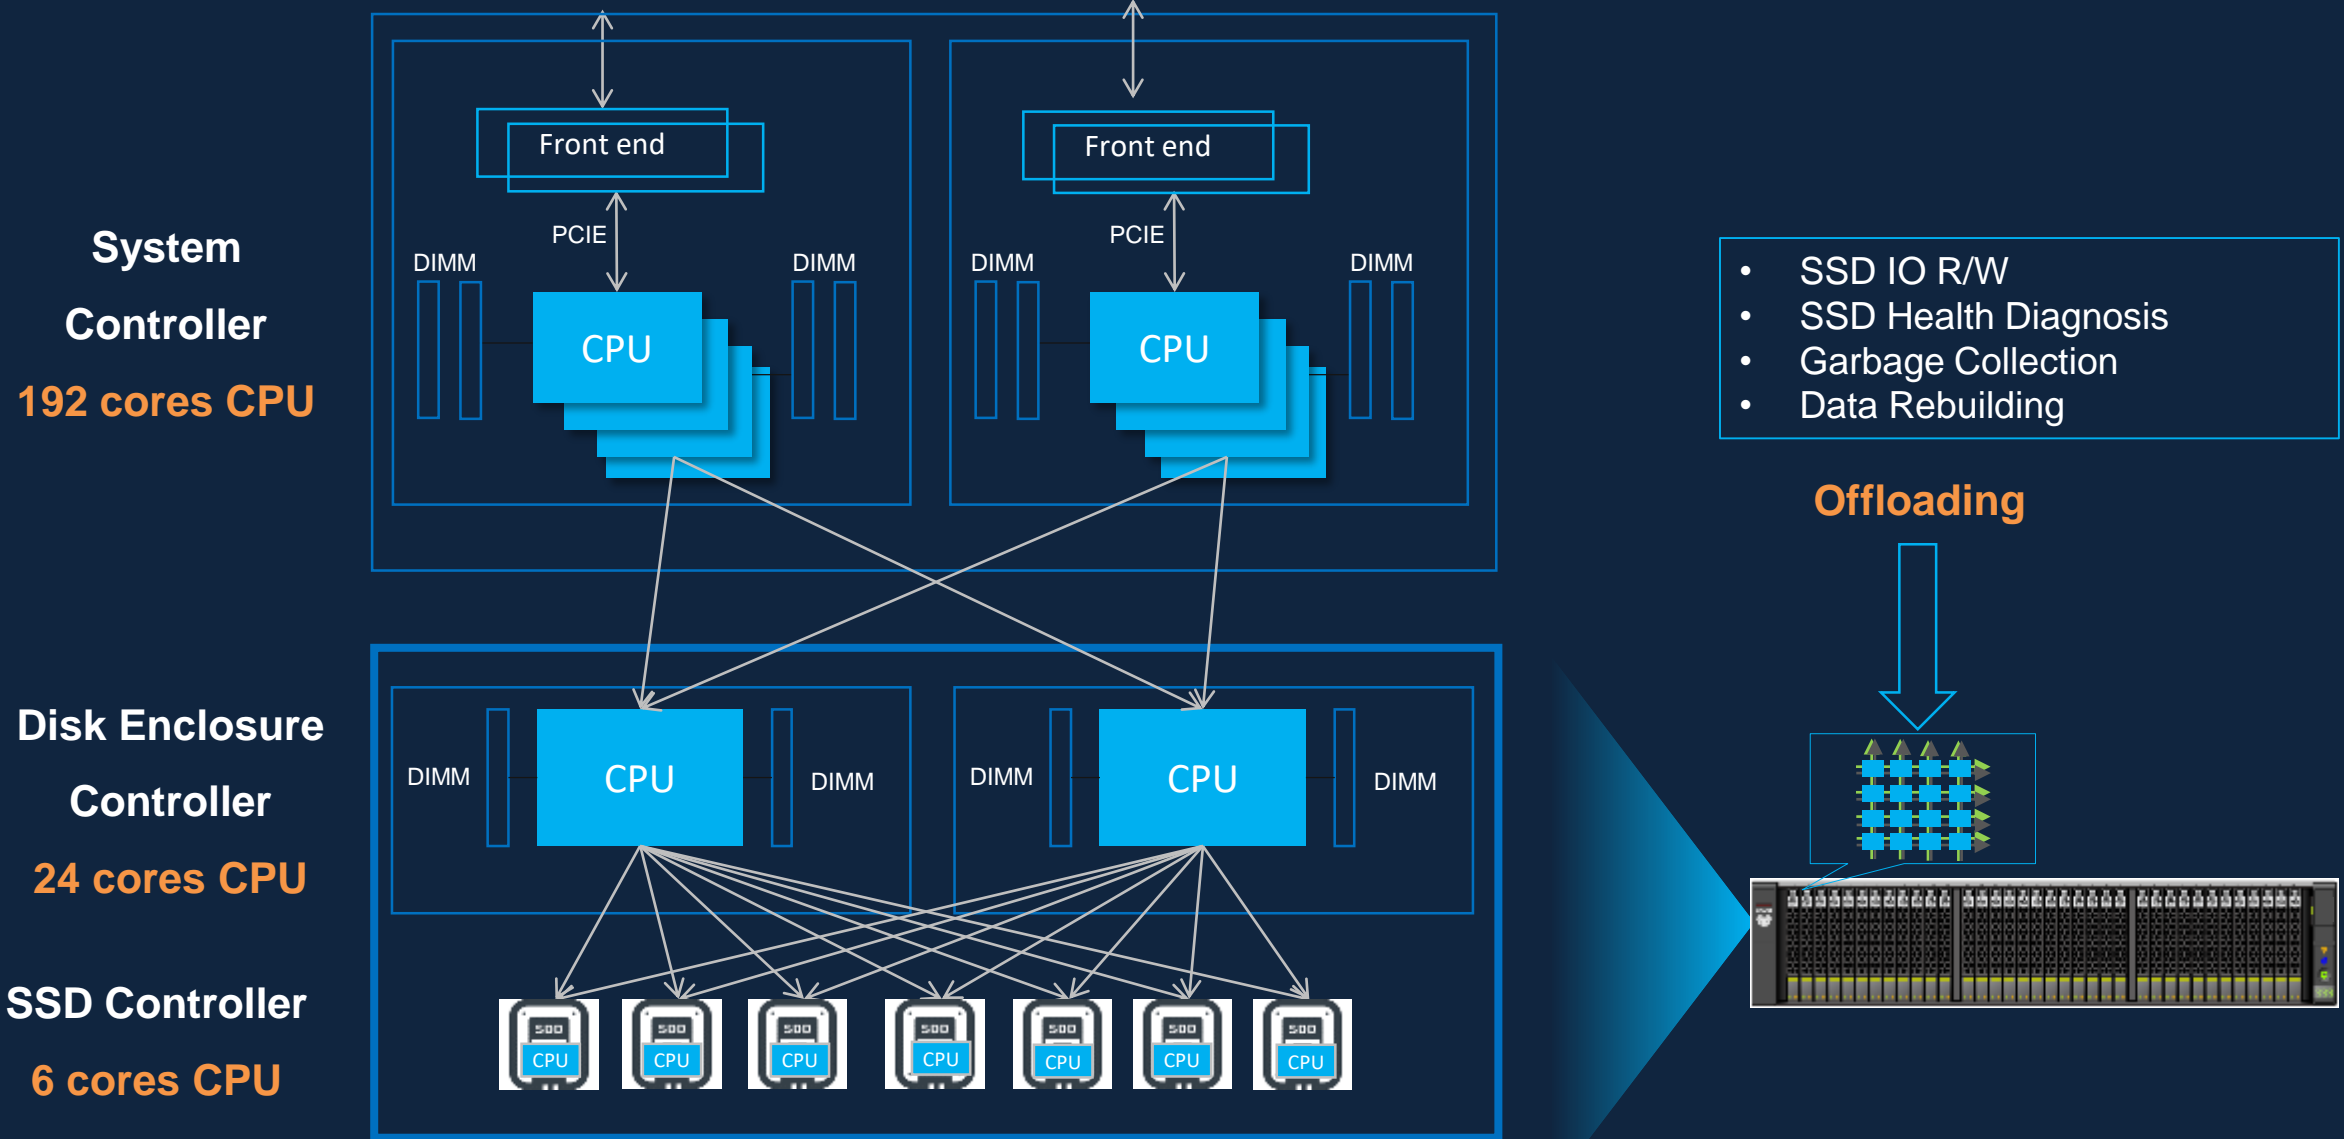 Front end
Front end
PCIE
PCIE
DIMM
DIMM
DIMM
DIMM
CPU
CPU
System
Controller
192 cores CPU
• SSD IO R/W
• SSD Health Diagnosis
• Garbage Collection
• Data Rebuilding
Offloading
Disk Enclosure
Controller
24 cores CPU
DIMM
CPU
DIMM
DIMM
CPU
DIMM
SSD Controller
6 cores CPU
SSD
CPU
SSD
CPU
SSD
CPU
SSD
CPU
SSD
CPU
SSD
CPU
SSD
CPU